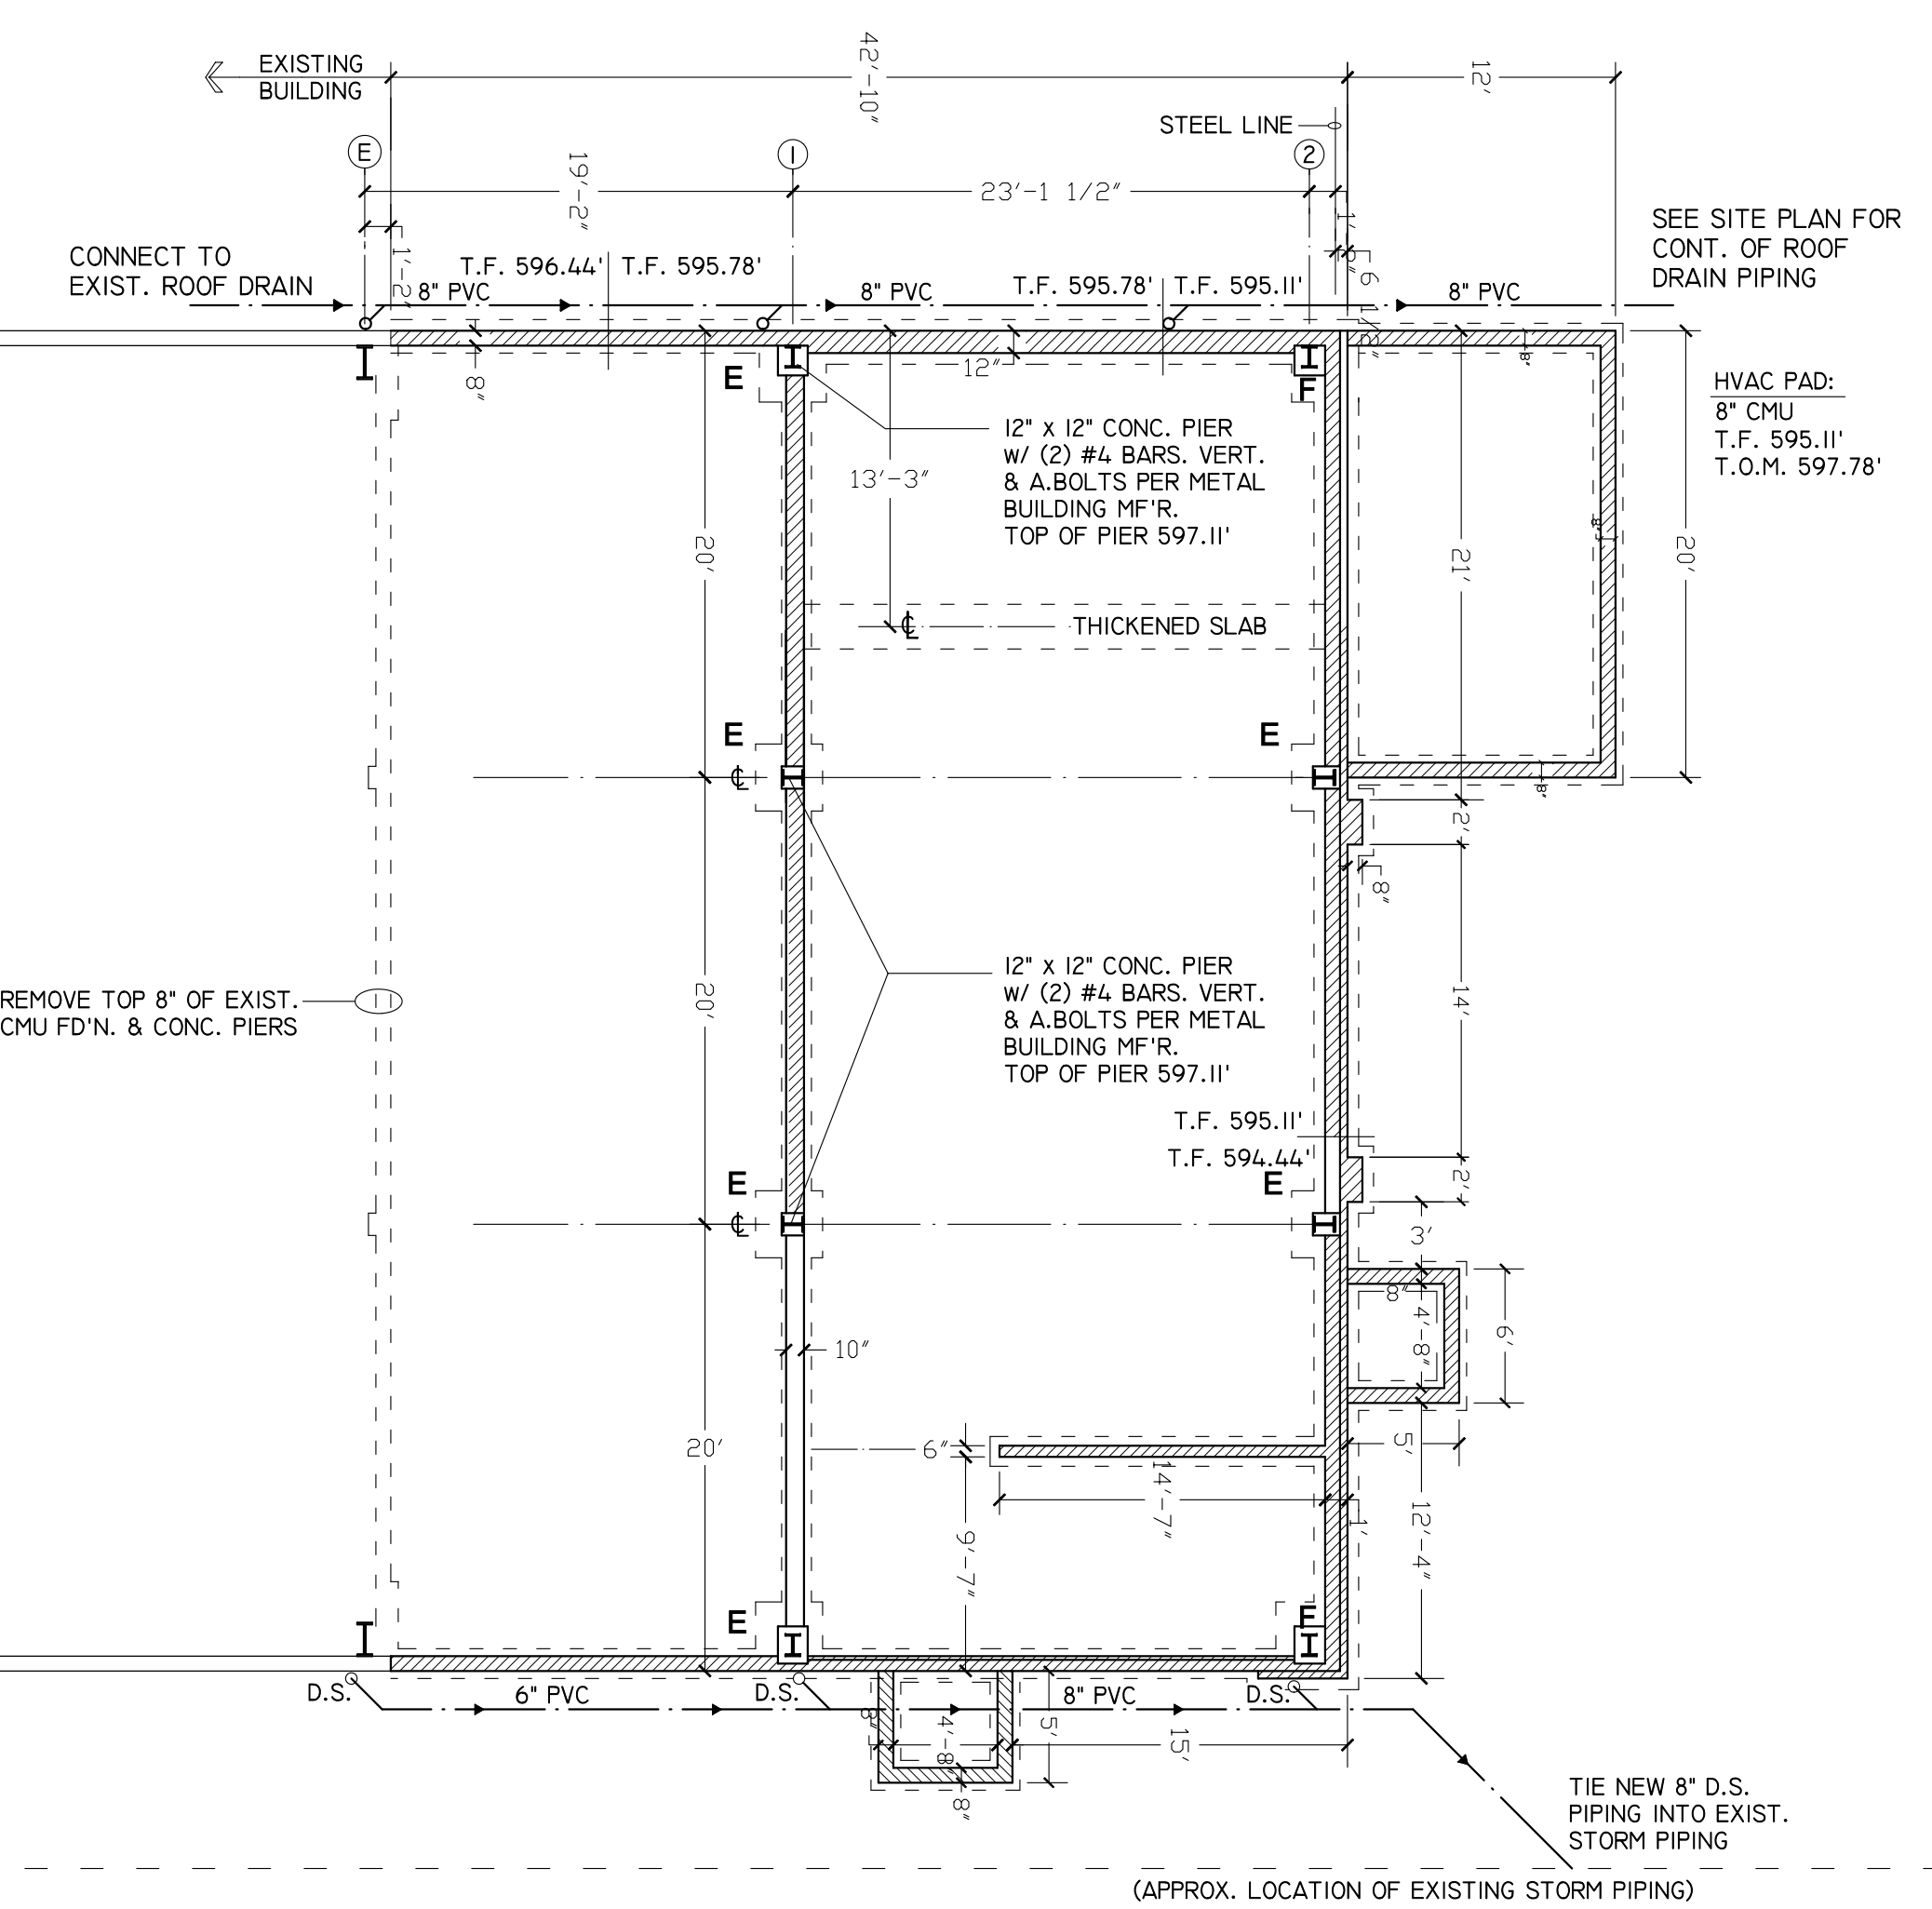 EXISTING
BUILDING
42'-10"
12'
STEEL LINE
E
1
2
19'-2"
23'-1 1/2"
1'
6"
6 1/2"
1'-2"
CONNECT TO
EXIST. ROOF DRAIN
T.F. 596.44'
T.F. 595.78'
8" PVC
8" PVC
T.F. 595.78'
T.F. 595.11'
8" PVC
SEE SITE PLAN FOR
CONT. OF ROOF
DRAIN PIPING
8"
12"
8"
E
F
HVAC PAD:
8" CMU
T.F. 595.11'
T.O.M. 597.78'
12" X 12" CONC. PIER
W/ (2) #4 BARS. VERT.
& A.BOLTS PER METAL
BUILDING MF'R.
TOP OF PIER 597.11'
13'-3"
20'
21'
8"
20'
℄
THICKENED SLAB
E
E
℄
8"
2'
8"
REMOVE TOP 8" OF EXIST.
CMU FD'N. & CONC. PIERS
20'
12" X 12" CONC. PIER
W/ (2) #4 BARS. VERT.
& A.BOLTS PER METAL
BUILDING MF'R.
TOP OF PIER 597.11'
14'
T.F. 595.11'
T.F. 594.44'
E
E
2'
℄
3'
8"
4'-8"
6'
10"
20'
6"
5'
14'-7"
1'
12'-4"
9'-7"
E
F
D.S.
6" PVC
D.S.
8" PVC
D.S.
8"
4'-8"
5'
15'
8"
TIE NEW 8" D.S.
PIPING INTO EXIST.
STORM PIPING
(APPROX. LOCATION OF EXISTING STORM PIPING)